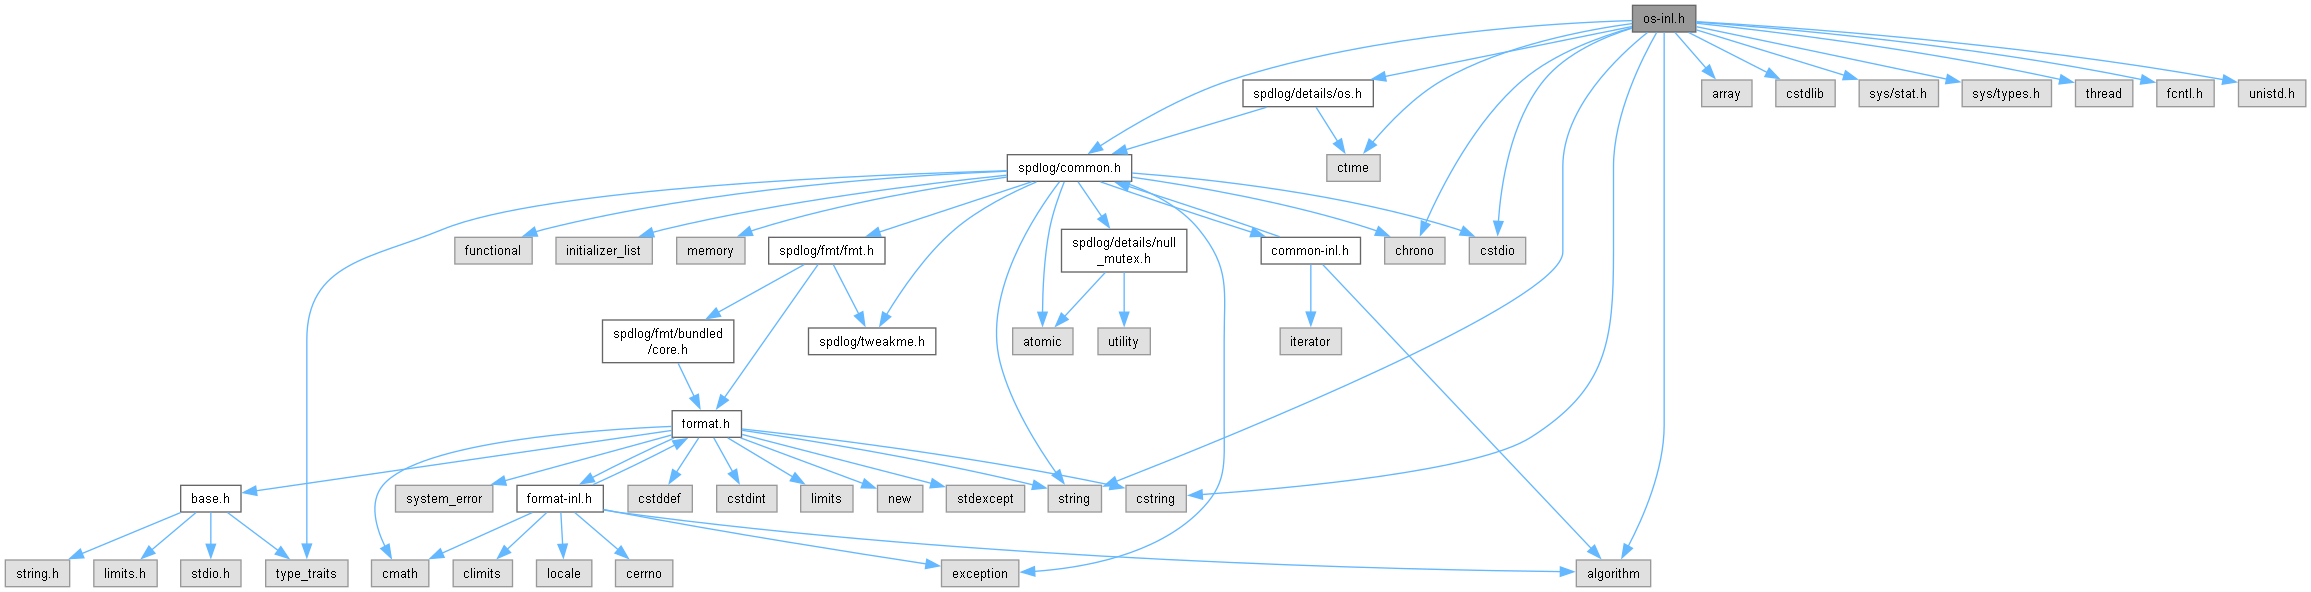 os-inl.h
spdlog/details/os.h
array
cstdlib
sys/stat.h
sys/types.h
thread
fcntl.h
unistd.h
spdlog/common.h
ctime
functional
initializer_list
memory
spdlog/fmt/fmt.h
spdlog/details/null
_mutex.h
common-inl.h
chrono
cstdio
spdlog/fmt/bundled
/core.h
spdlog/tweakme.h
atomic
utility
iterator
format.h
base.h
system_error
format-inl.h
cstddef
cstdint
limits
new
stdexcept
string
cstring
string.h
limits.h
stdio.h
type_traits
cmath
climits
locale
cerrno
exception
algorithm